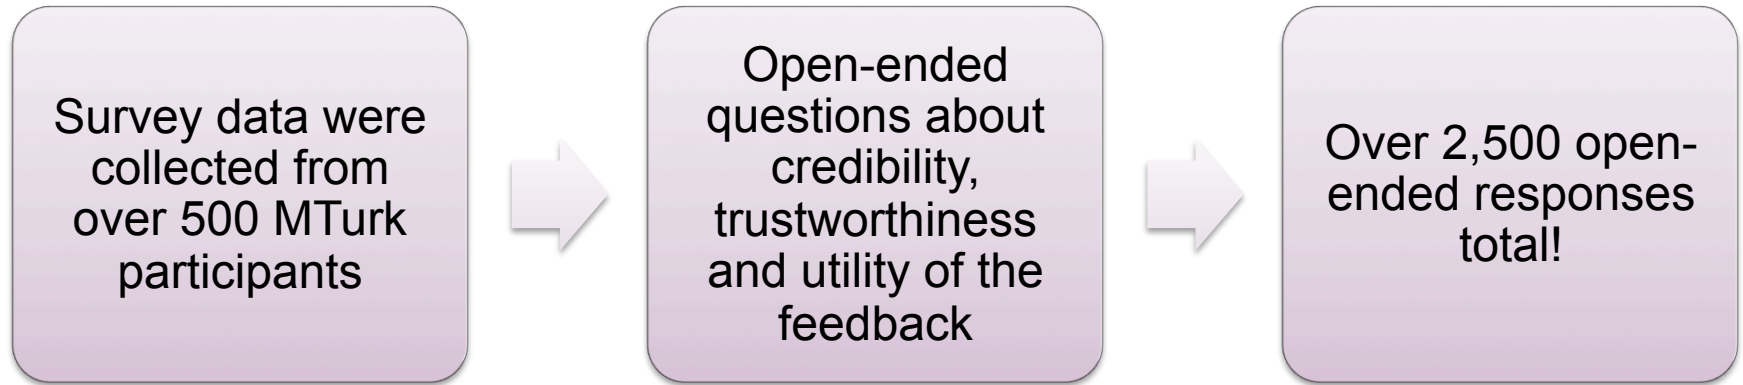 Survey data were
collected from
over 500 MTurk
participants
Open-ended
questions about
credibility,
trustworthiness
and utility of the
feedback
Over 2,500 open-
ended responses
total!